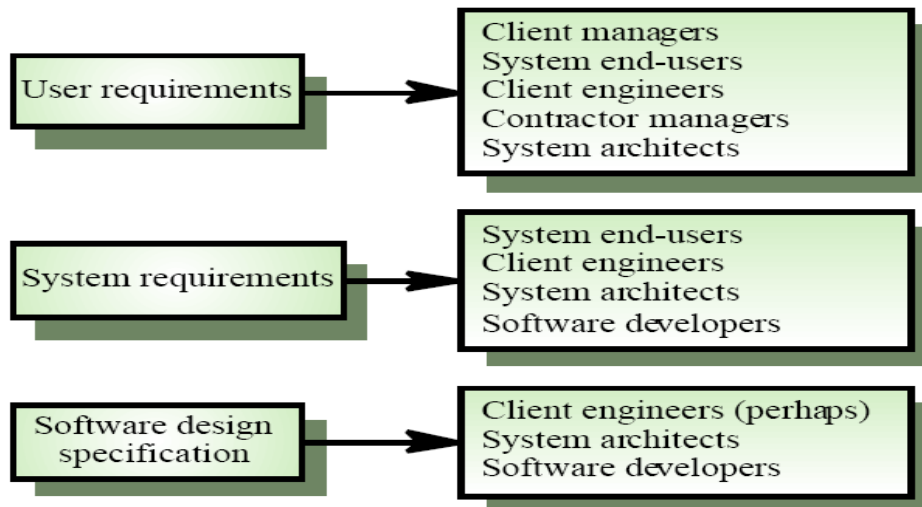 User requirements
Client managers
System end-users
Client engineers
Contractor managers
System architects
System requirements
System end-users
Client engineers
System architects
Software developers
Software design
specification
Client engineers (perhaps)
System architects
Software developers